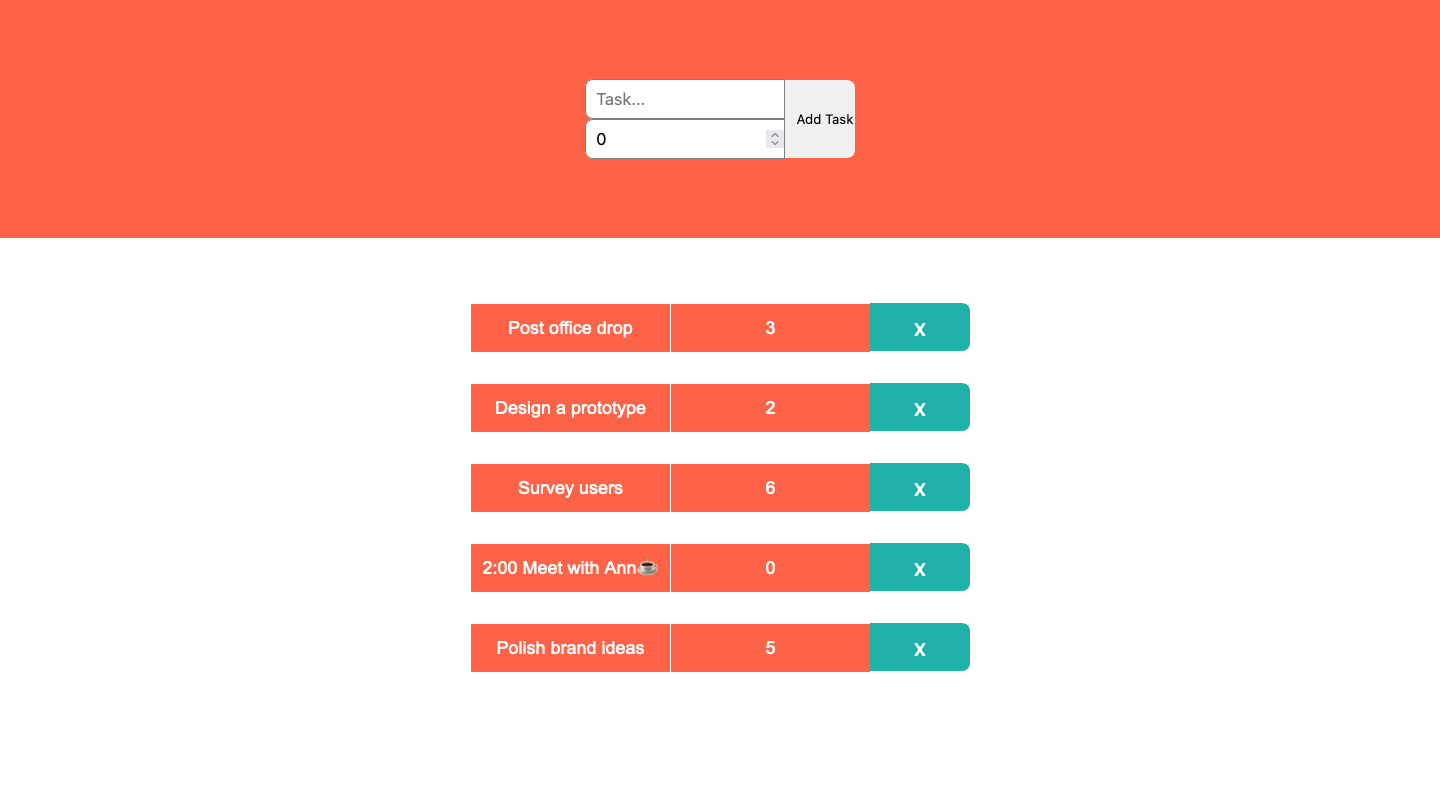 Task...
0
Add Task
Post office drop 3 X
Design a prototype 2 X
Survey users 6 X
2:00 Meet with Ann☕ 0 X
Polish brand ideas 5 X